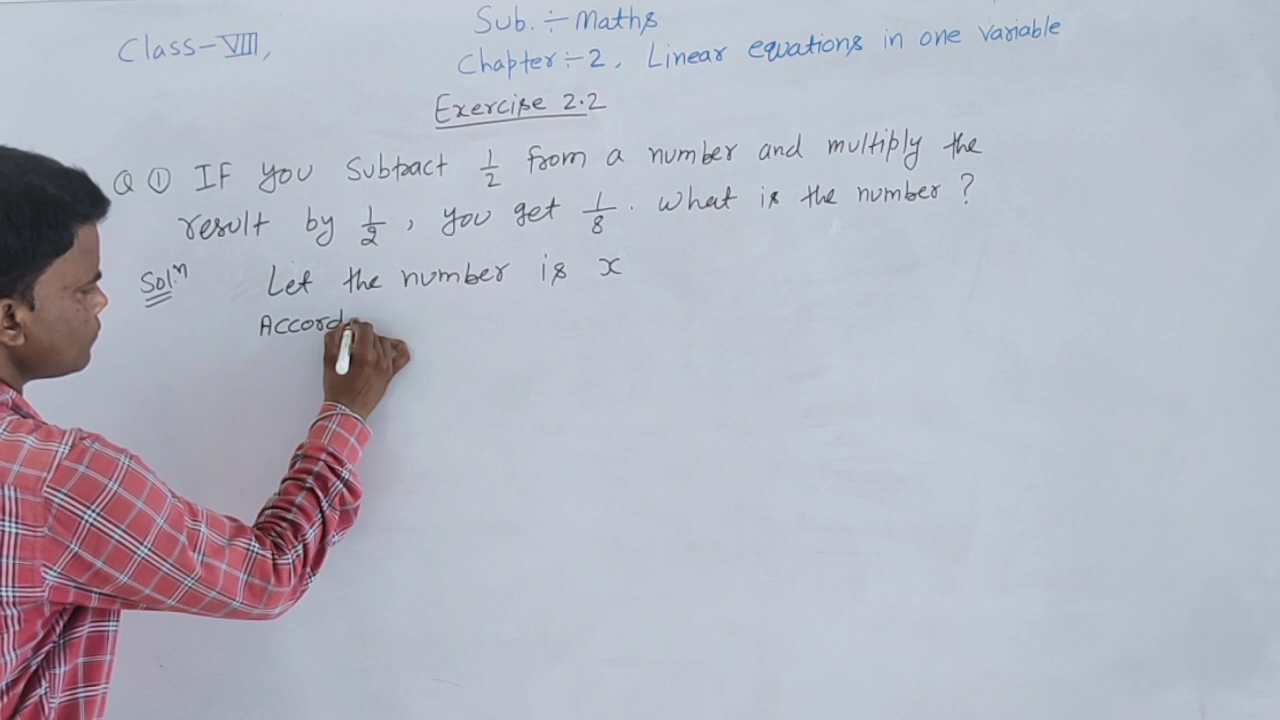 Sub. ÷ Maths
Class-VIII,
Chapter ÷ 2, Linear equations in one variable
Exercise 2.2
Q ① IF you subtract 1/2 from a number and multiply the
result by 1/2, you get 1/8. What is the number?
Sol.ⁿ Let the number is x
Accord